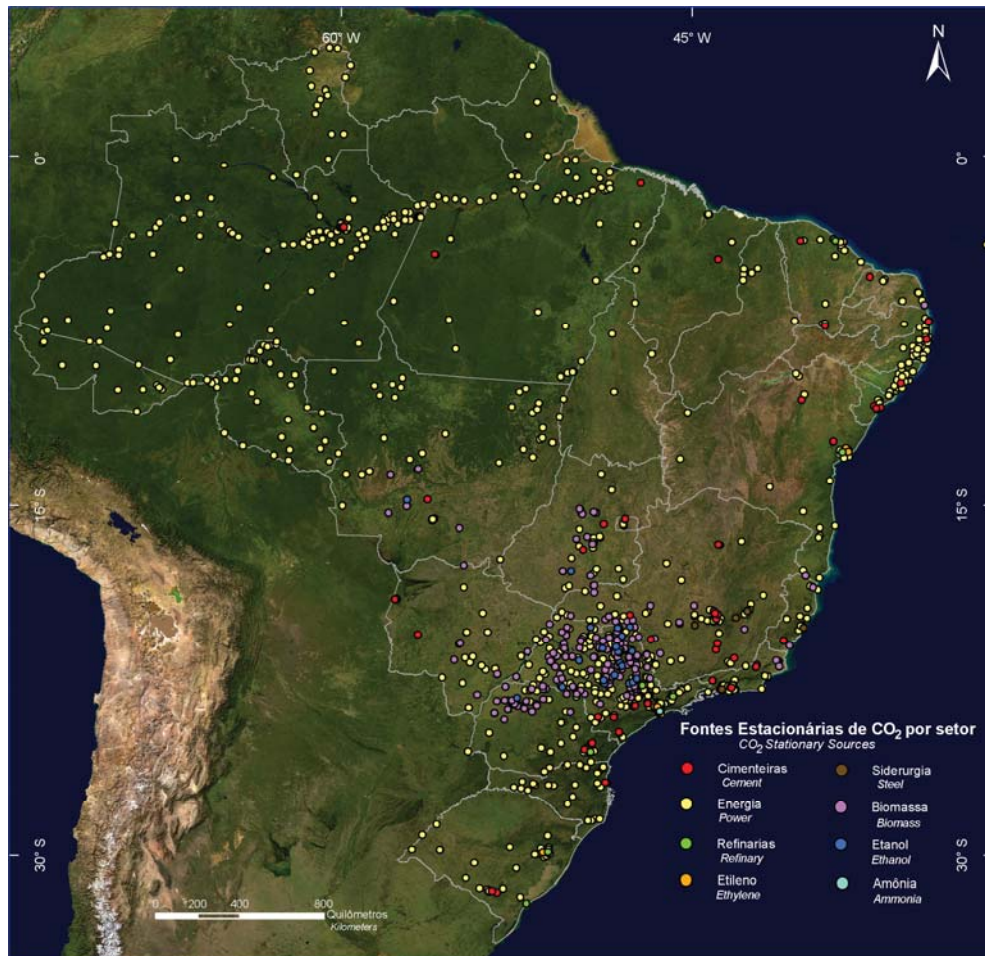 60° W
45° W
N
0°
0°
15° S
15° S
30° S
30° S
Fontes Estacionárias de CO2 por setor
CO2 Stationary Sources
Cimenteiras
Cement
Siderurgia
Steel
Energia
Power
Biomassa
Biomass
Refinarias
Refinary
Etanol
Ethanol
Etileno
Ethylene
Amônia
Ammonia
0 200 400 800
Quilômetros
Kilometers